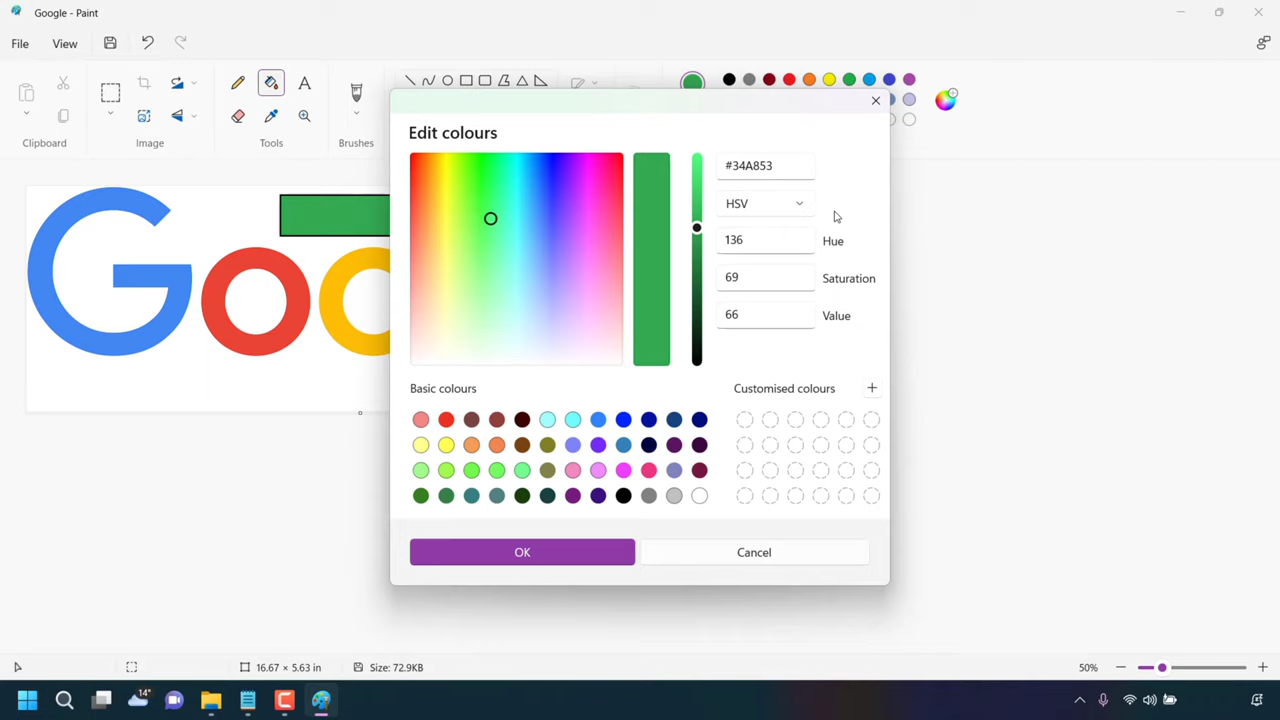 Google - Paint
File
View
Clipboard
Image
Tools
Brushes
Edit colours
#34A853
HSV
136
Hue
69
Saturation
66
Value
Goo
Basic colours
Customised colours
OK
Cancel
16.67 × 5.63 in
Size: 72.9KB
50%
14°